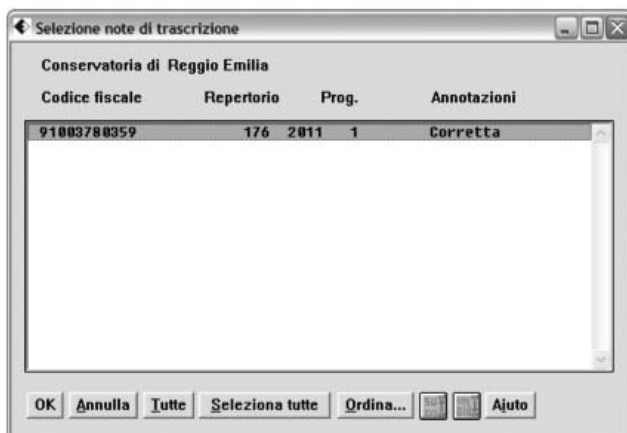 Selezione note di trascrizione
Conservatoria di Reggio Emilia
Codice fiscale Repertorio Prog. Annotazioni
91003780359 176 2011 1 Corretta
OK Annulla Tutte Seleziona tutte Ordina... Aiuto